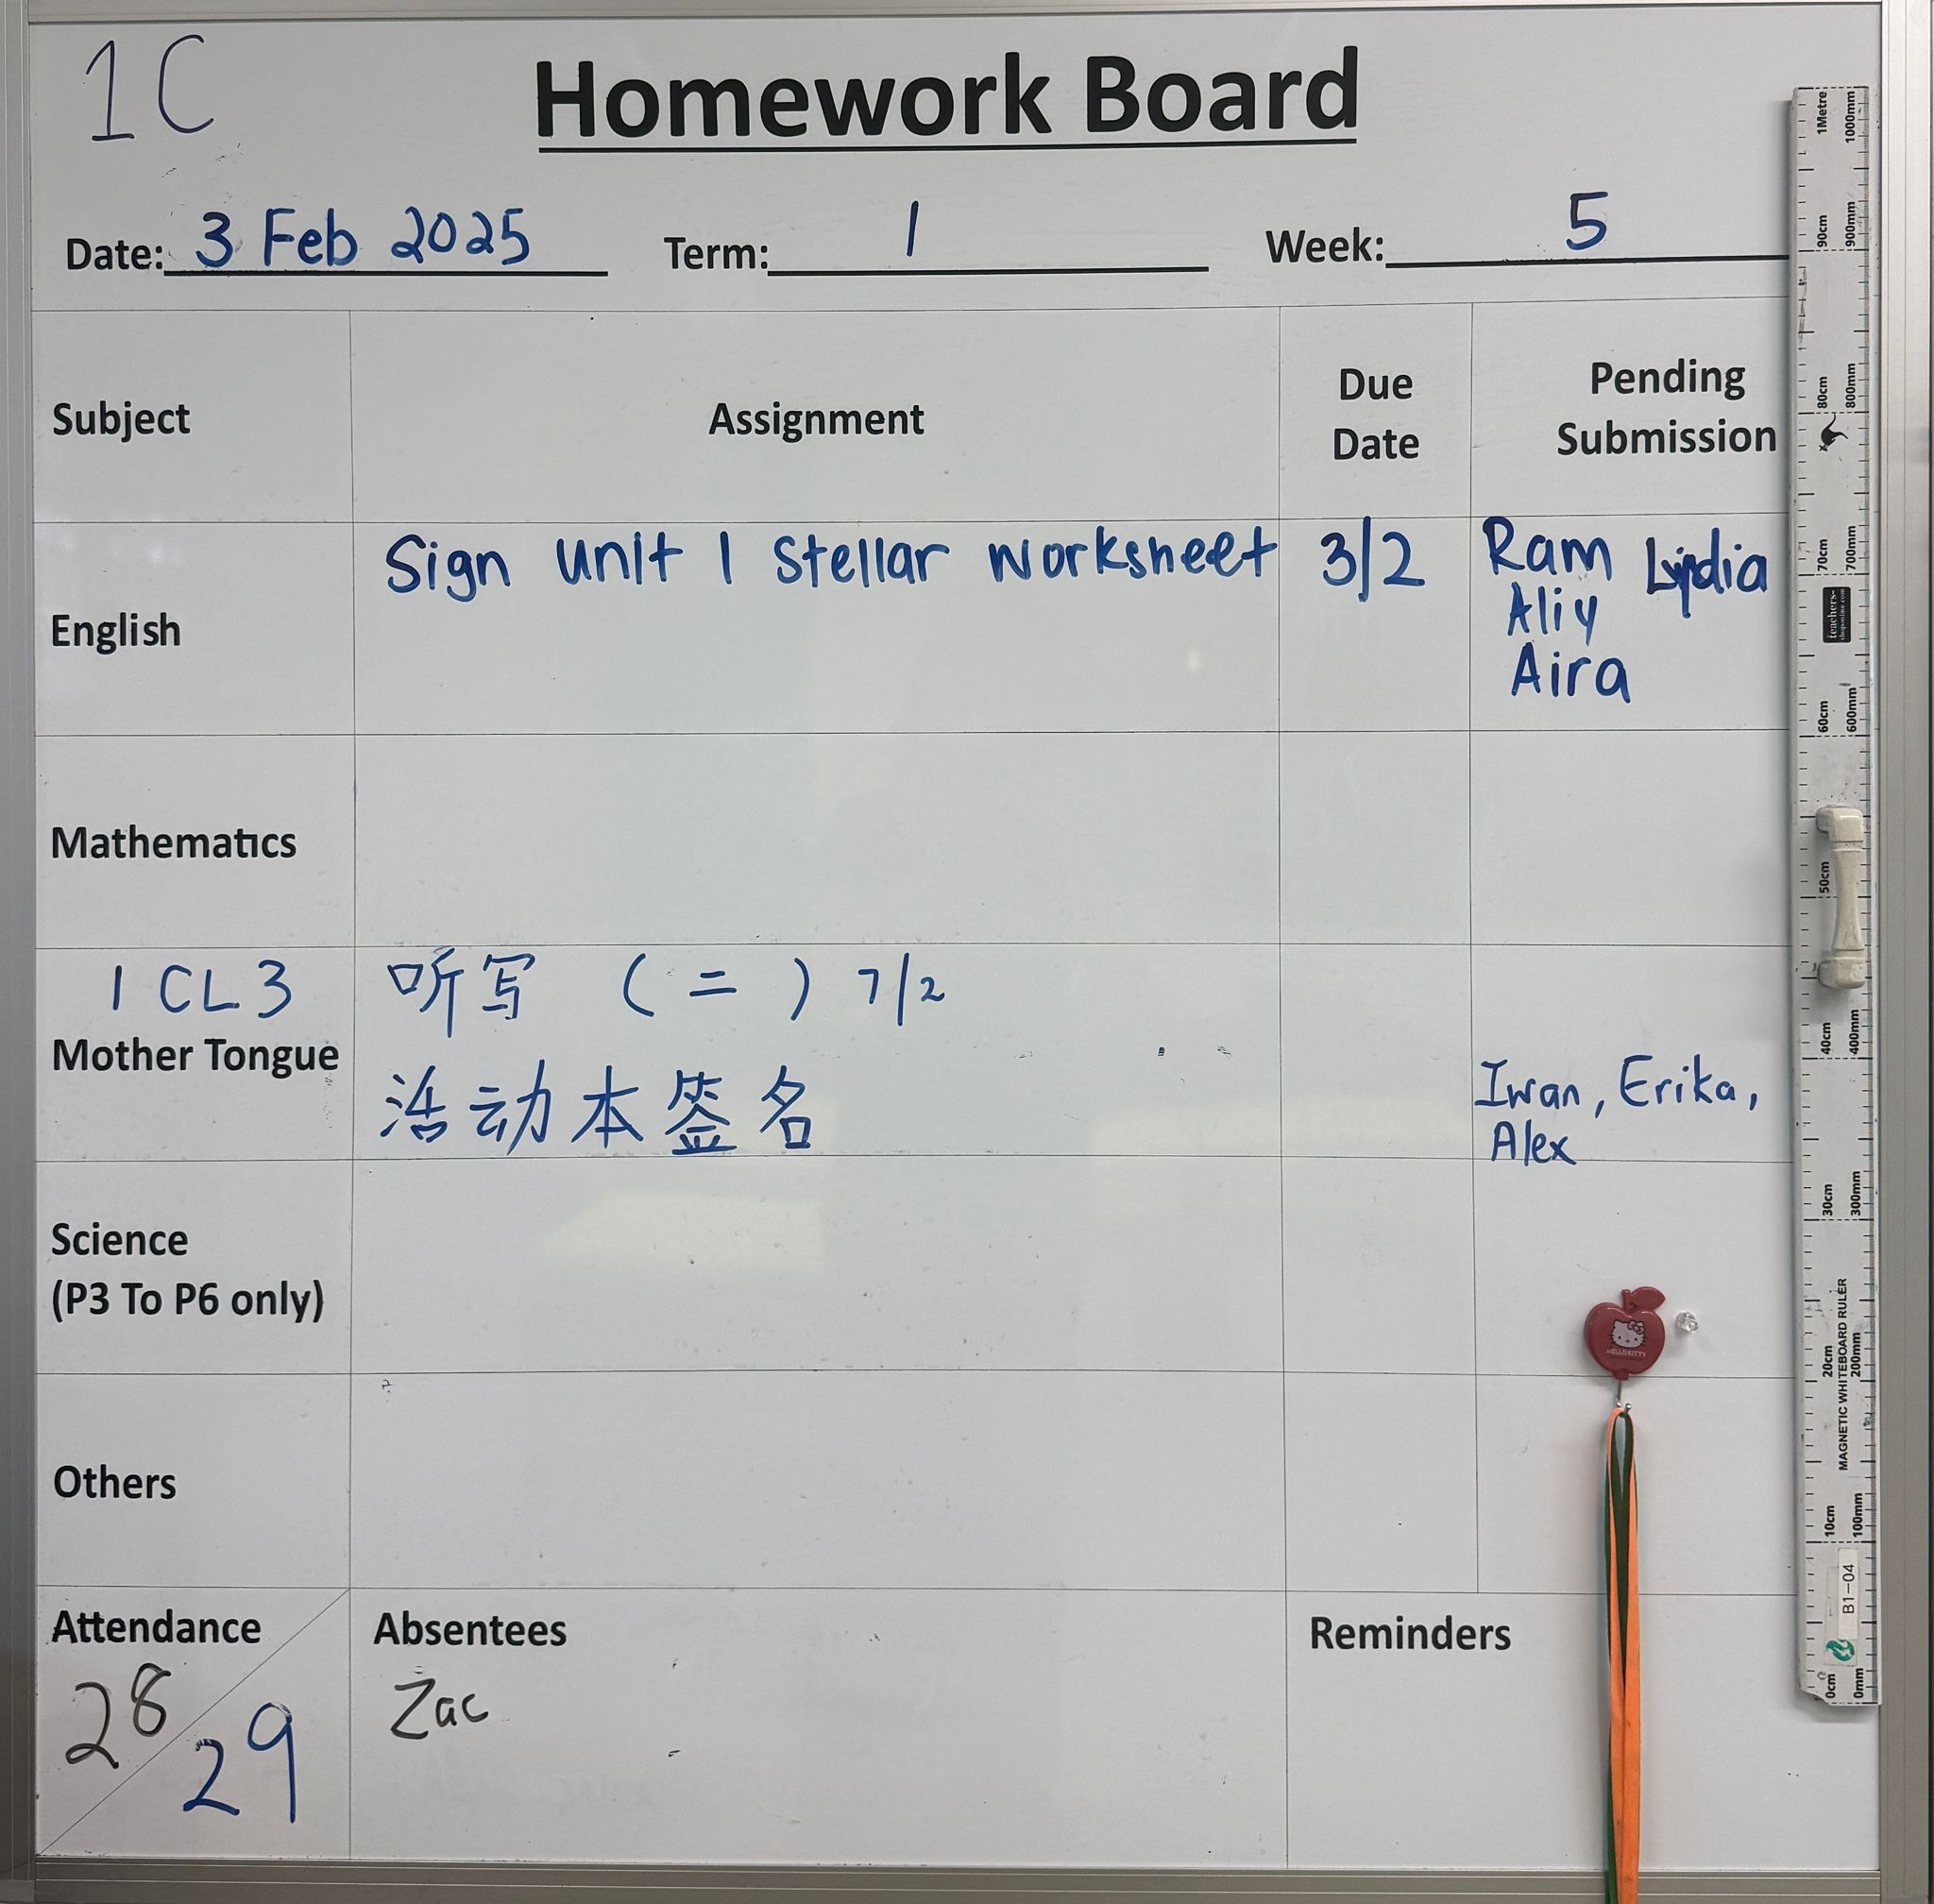 1C
Homework Board
Date: 3 Feb 2025 Term: 1 Week: 5
Subject Assignment Due Date Pending Submission
English Sign unit 1 Stellar worksheet 3/2 Ram Lydia
Aliy
Aira
Mathematics
1 CL3 听写 (二) 7/2
Mother Tongue
活动本签名 Iwan, Erika,
Alex
Science
(P3 To P6 only)
HELLO KITTY
Others
Attendance Absentees Reminders
28 Zac
29
1Metre 1000mm
90cm 900mm
80cm 800mm
70cm 700mm
teachers-
60cm 600mm
50cm
40cm 400mm
30cm 300mm
20cm 200mm
MAGNETIC WHITEBOARD RULER
10cm 100mm
B1-04
0cm 0mm